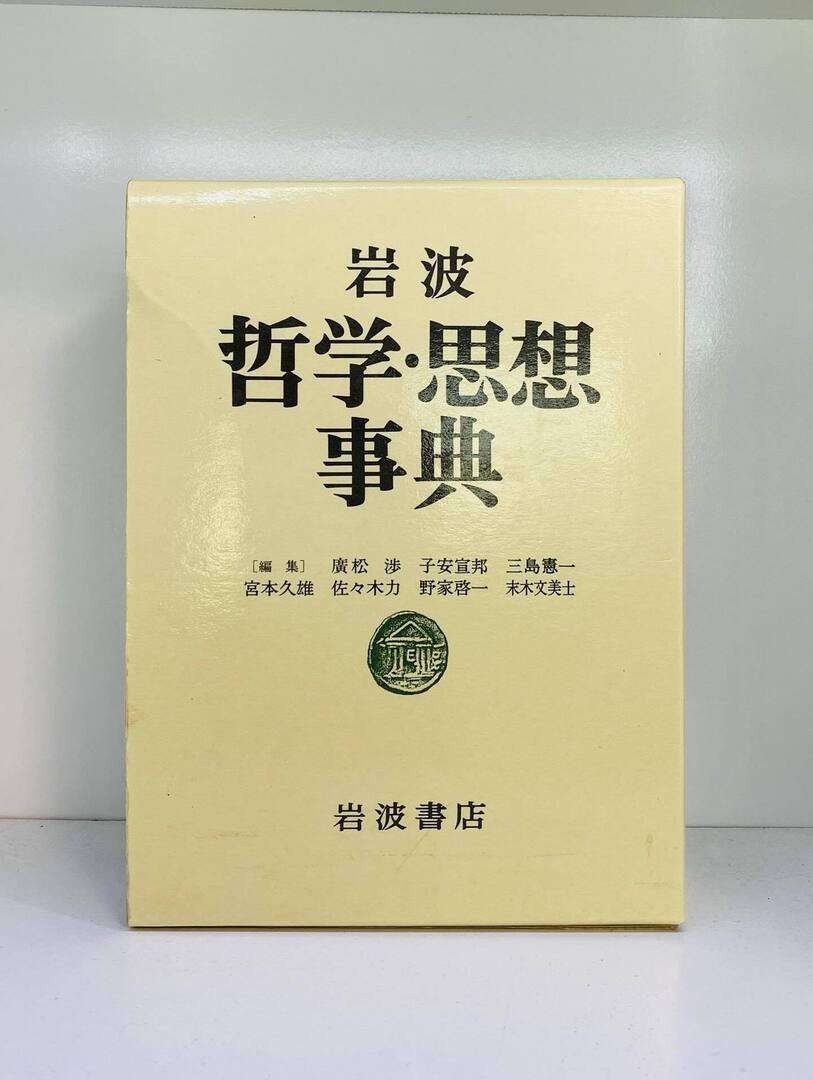 岩波
哲学・思想
事典
［編 集］ 廣松 渉 子安宣邦 三島憲一
宮本久雄 佐々木力 野家啓一 末木文美士
岩波書店